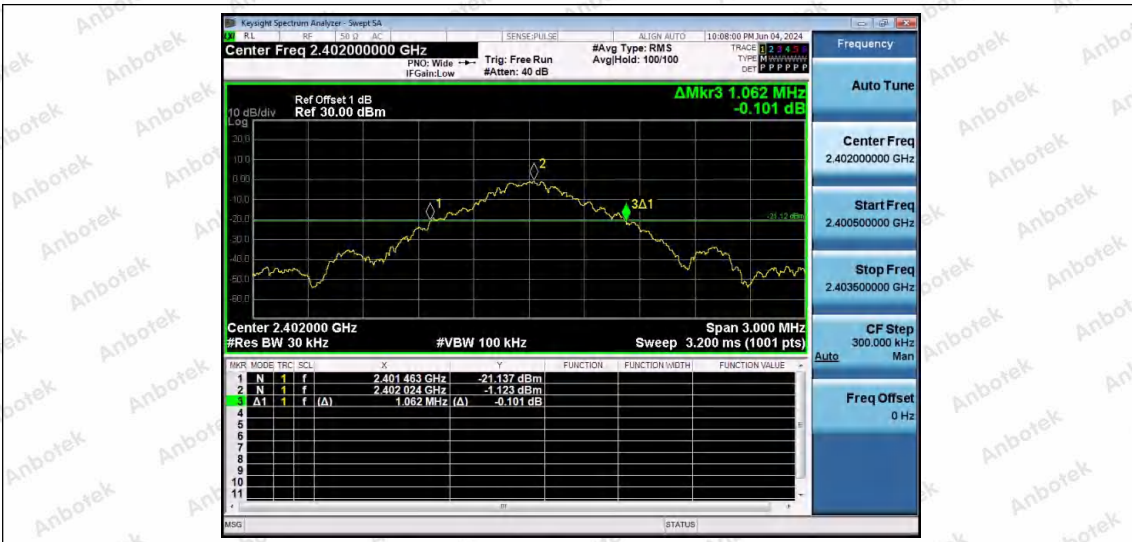 Keysight Spectrum Analyzer - Swept SA
LXI RL RF 50 Ω AC SENSE:PULSE ALIGN AUTO 10:08:00 PM Jun 04, 2024
Center Freq 2.402000000 GHz
PNO: Wide
IFGain:Low
Trig: Free Run
#Atten: 40 dB
#Avg Type: RMS
Avg|Hold: 100/100
TRACE 1 2 3 4 5 6
TYPE M W W W W W
DET P P P P P P
ΔMkr3 1.062 MHz
-0.101 dB
Ref Offset 1 dB
10 dB/div Ref 30.00 dBm
Log
20.0
10.0
0.00
-10.0
-20.0
-30.0
-40.0
-50.0
-60.0
1
2
3Δ1
-21.12 dBm
Center 2.402000 GHz Span 3.000 MHz
#Res BW 30 kHz #VBW 100 kHz Sweep 3.200 ms (1001 pts)
MKR MODE TRC SCL X Y FUNCTION FUNCTION WIDTH FUNCTION VALUE
1 N 1 f 2.401 463 GHz -21.137 dBm
2 N 1 f 2.402 024 GHz -1.123 dBm
3 Δ1 1 f (Δ) 1.062 MHz (Δ) -0.101 dB
4
5
6
7
8
9
10
11
MSG STATUS
Frequency
Auto Tune
Center Freq
2.402000000 GHz
Start Freq
2.400500000 GHz
Stop Freq
2.403500000 GHz
CF Step
300.000 kHz
Auto Man
Freq Offset
0 Hz
Anbotek